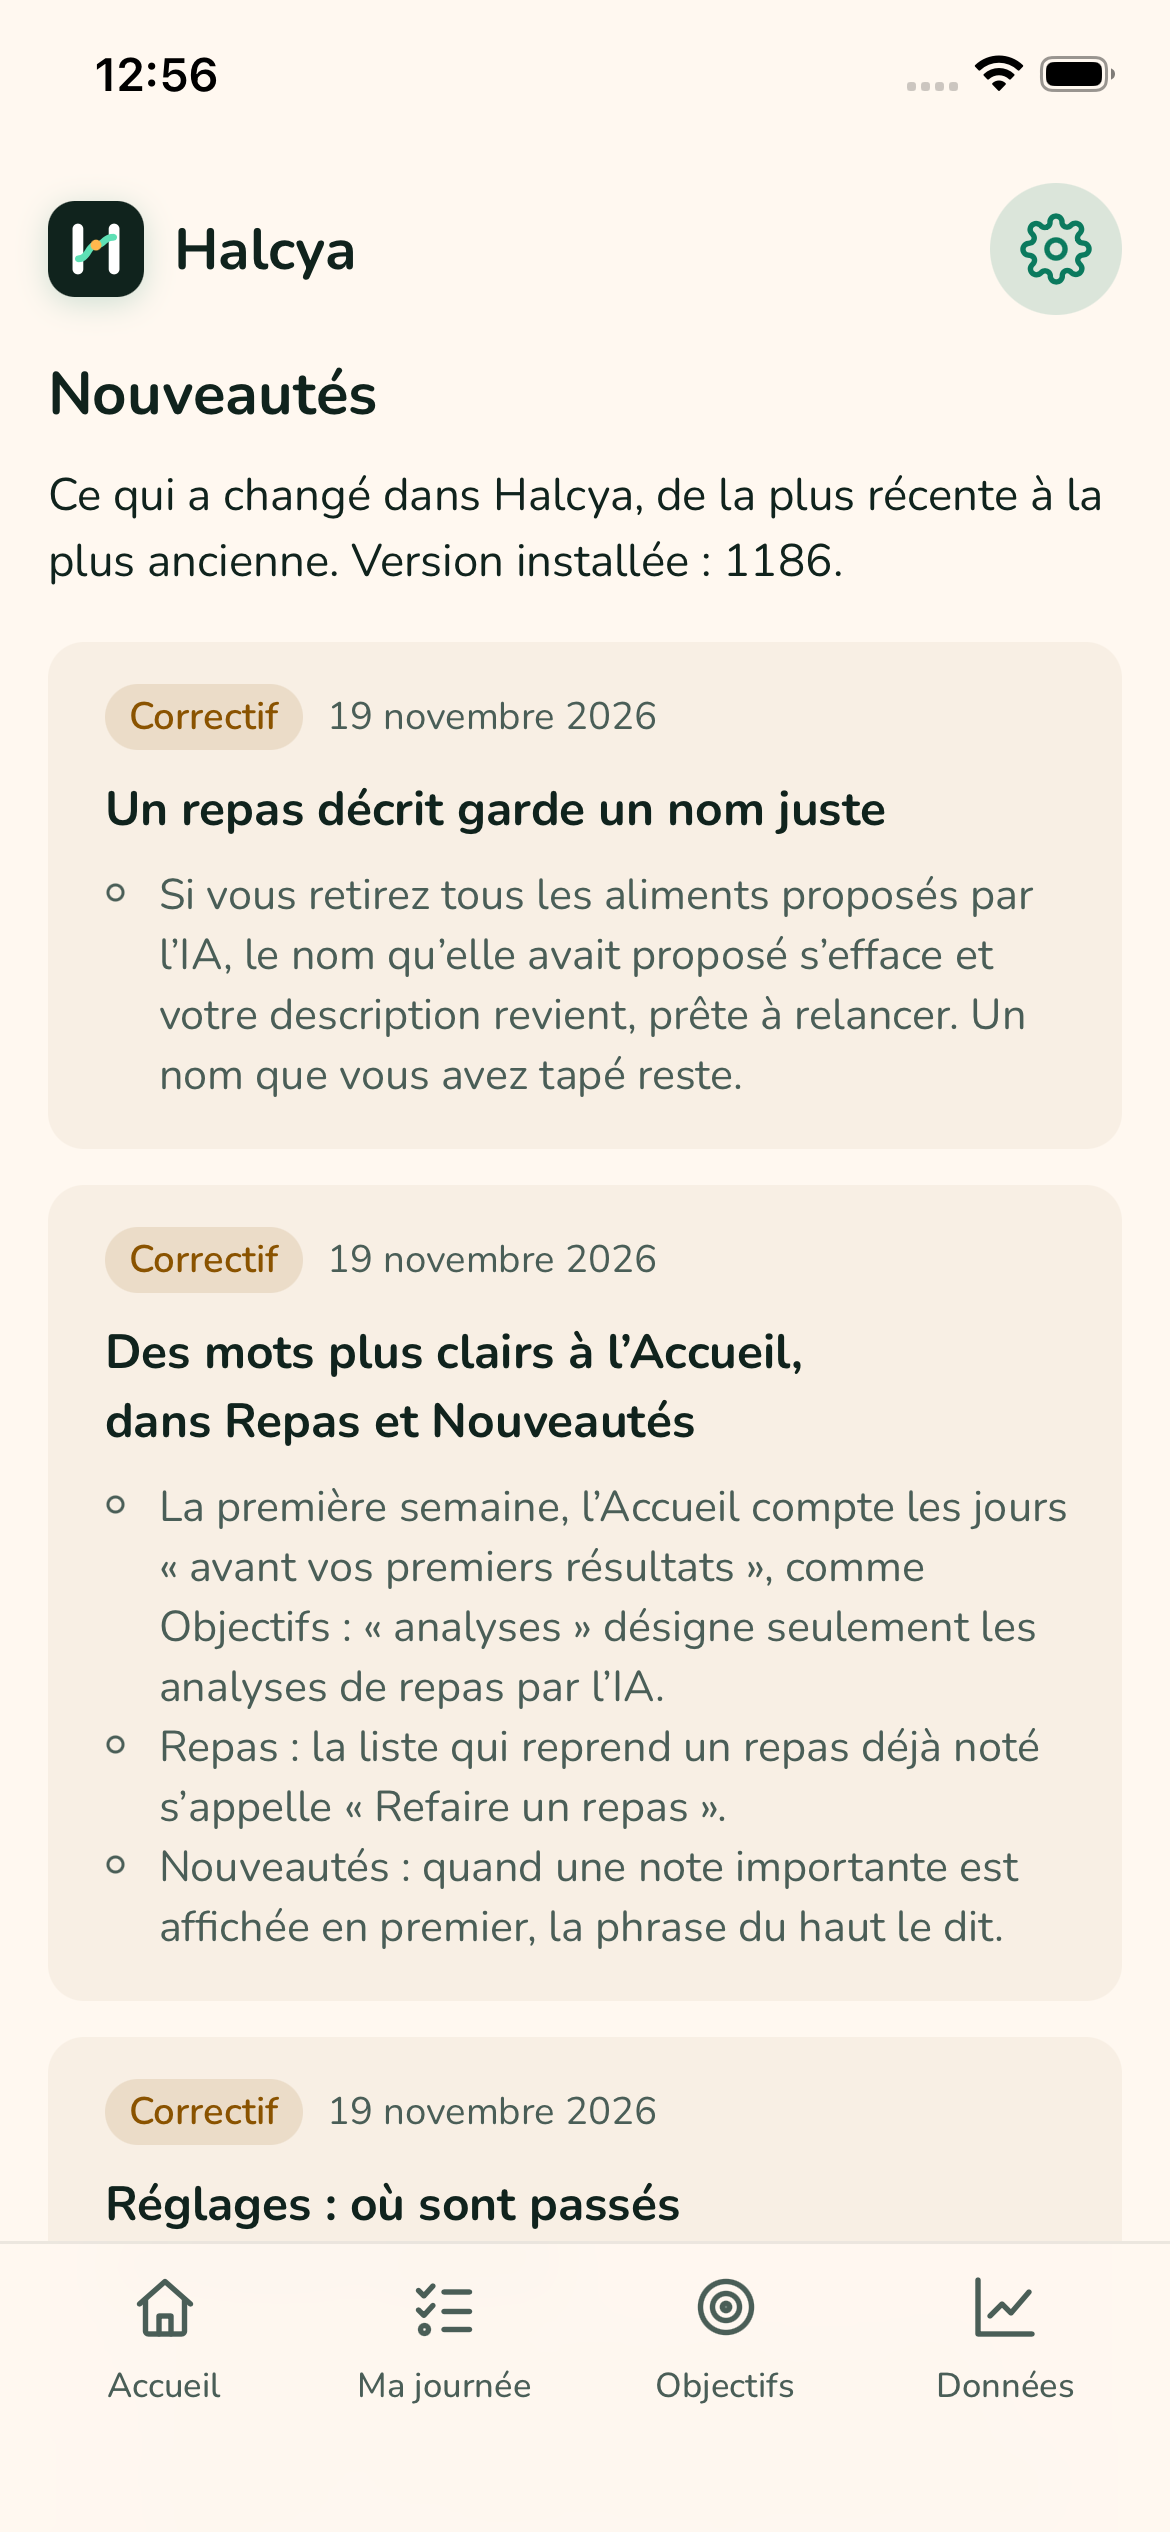 12:56
Halcya
Nouveautés
Ce qui a changé dans Halcya, de la plus récente à la
plus ancienne. Version installée : 1186.
Correctif 19 novembre 2026
Un repas décrit garde un nom juste
Si vous retirez tous les aliments proposés par
l’IA, le nom qu’elle avait proposé s’efface et
votre description revient, prête à relancer. Un
nom que vous avez tapé reste.
Correctif 19 novembre 2026
Des mots plus clairs à l’Accueil,
dans Repas et Nouveautés
La première semaine, l’Accueil compte les jours
« avant vos premiers résultats », comme
Objectifs : « analyses » désigne seulement les
analyses de repas par l’IA.
Repas : la liste qui reprend un repas déjà noté
s’appelle « Refaire un repas ».
Nouveautés : quand une note importante est
affichée en premier, la phrase du haut le dit.
Correctif 19 novembre 2026
Réglages : où sont passés
Accueil Ma journée Objectifs Données